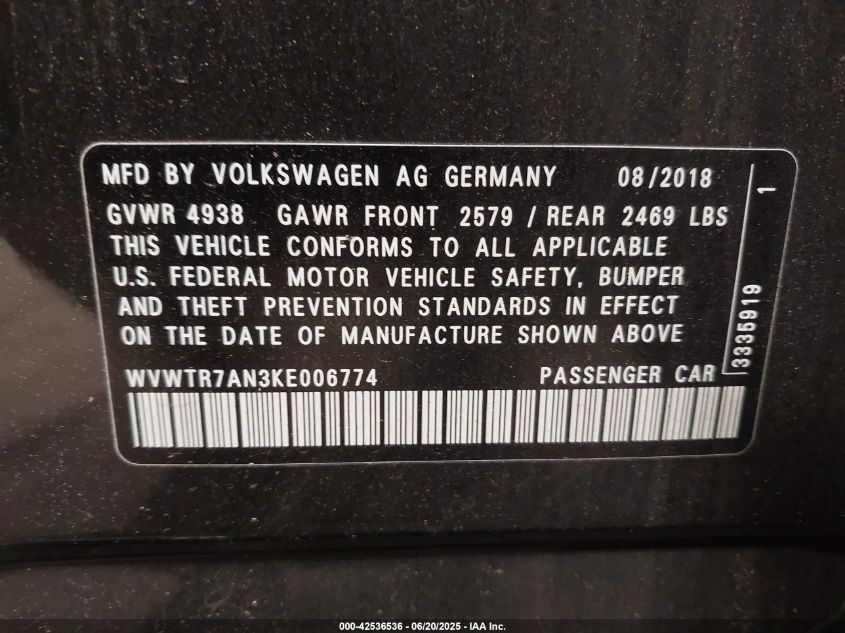 MFD BY VOLKSWAGEN AG GERMANY 08/2018
GVWR 4938 GAWR FRONT 2579 / REAR 2469 LBS
THIS VEHICLE CONFORMS TO ALL APPLICABLE
U.S. FEDERAL MOTOR VEHICLE SAFETY, BUMPER
AND THEFT PREVENTION STANDARDS IN EFFECT
ON THE DATE OF MANUFACTURE SHOWN ABOVE
WVWTR7AN3KE006774 PASSENGER CAR
3335919 1
000-42536536 - 06/20/2025 - IAA Inc.